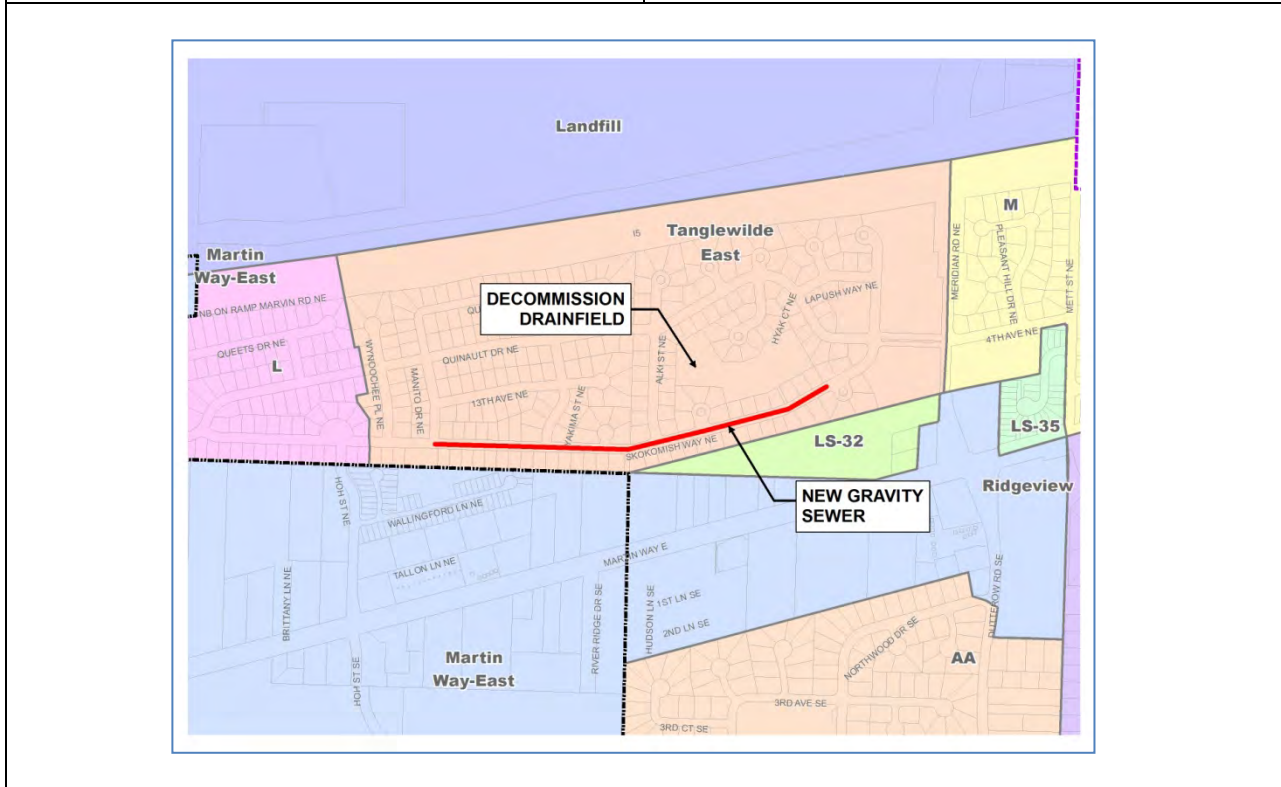 Landfill
Tanglewilde
East
I5
M
MERIDIAN RD NE
PLEASANT HILL DR NE
METT ST NE
4TH AVE NE
Martin
Way-East
NB ON RAMP MARVIN RD NE
QUEETS DR NE
L
WYNOOCHEE PL NE
MANITO DR NE
QUINAULT DR NE
13TH AVE NE
YAKIMA ST NE
DECOMMISSION
DRAINFIELD
ALKI ST NE
HYAK CT NE
LAPUSH WAY NE
SKOKOMISH WAY NE
LS-32
LS-35
NEW GRAVITY
SEWER
Ridgeview
HOH ST NE
WALLINGFORD LN NE
TALLON LN NE
MARTIN WAY E
BRITTANY LN NE
RIVER RIDGE DR SE
HUDSON LN SE
1ST LN SE
2ND LN SE
Martin
Way-East
HOH ST SE
NORTHWOOD DR SE
AA
3RD AVE SE
3RD CT SE